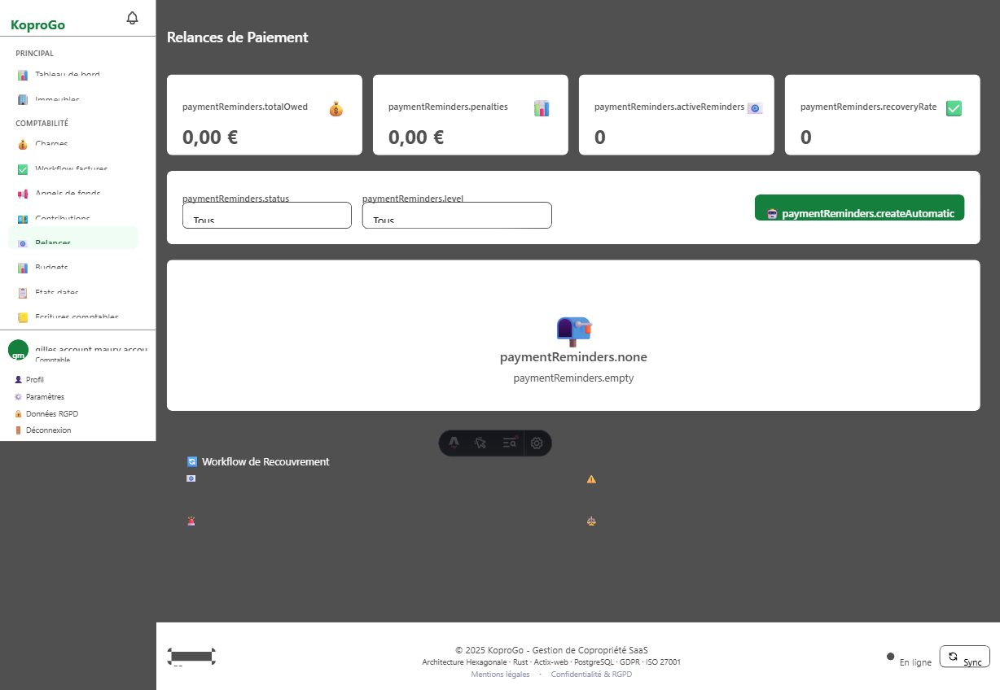 KoproGo
PRINCIPAL
Tableau de bord
Immeubles
COMPTABILITÉ
Charges
Workflow factures
Appels de fonds
Contributions
Relances
Budgets
Etats dates
Ecritures comptables
gm
gilles account maury accou
Comptable
Profil
Paramètres
Données RGPD
Déconnexion
Relances de Paiement
paymentReminders.totalOwed
0,00 €
paymentReminders.penalties
0,00 €
paymentReminders.activeReminders
0
paymentReminders.recoveryRate
0
paymentReminders.status
Tous
paymentReminders.level
Tous
paymentReminders.createAutomatic
paymentReminders.none
paymentReminders.empty
Workflow de Recouvrement
© 2025 KoproGo - Gestion de Copropriété SaaS
Architecture Hexagonale · Rust · Actix-web · PostgreSQL · GDPR · ISO 27001
Mentions légales · Confidentialité & RGPD
En ligne
Sync